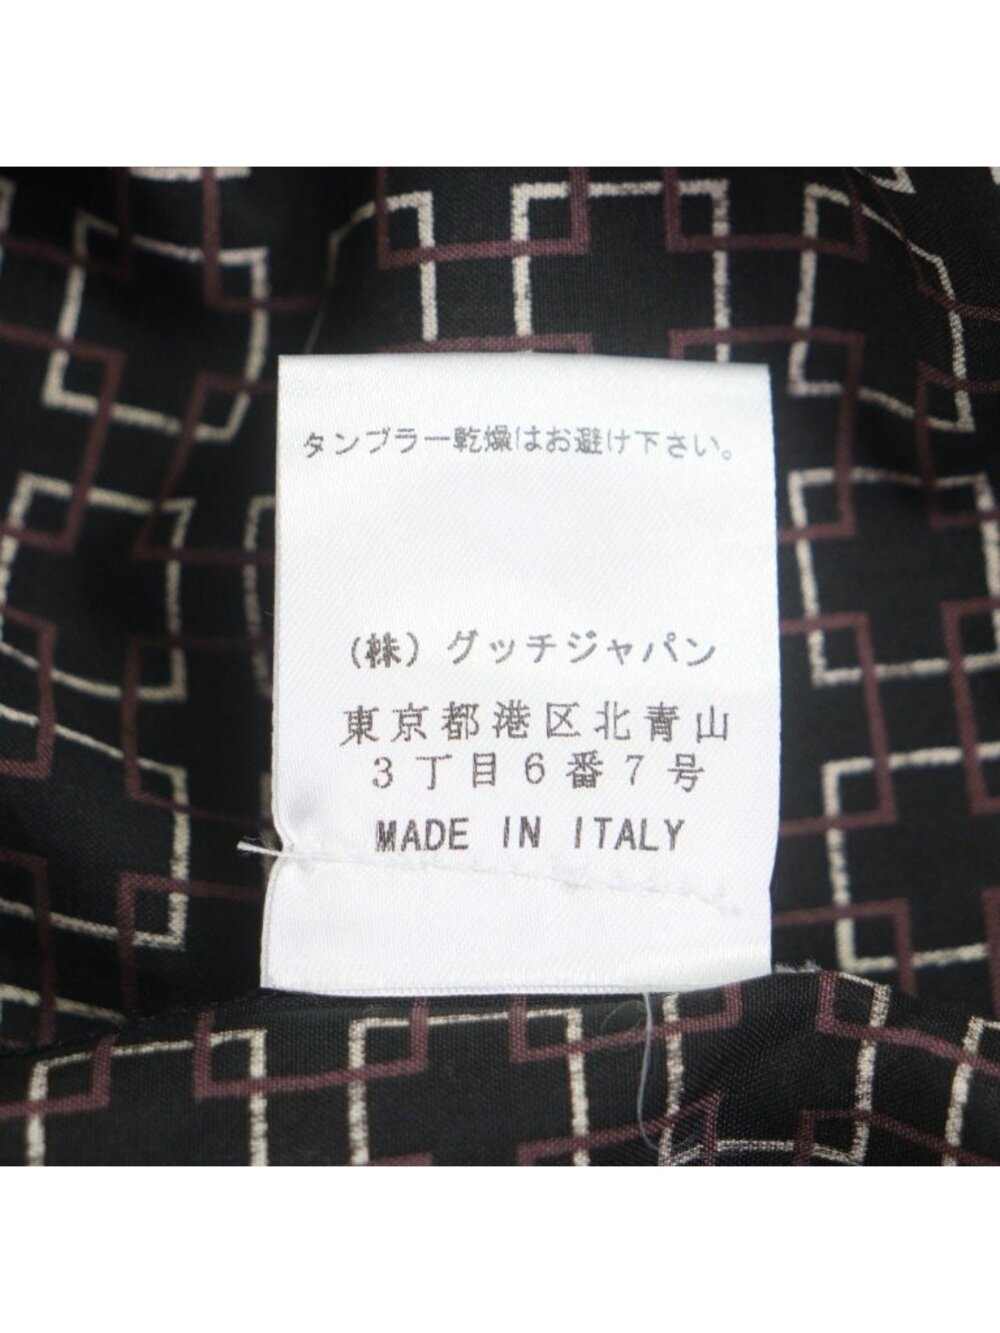 タンブラー乾燥はお避け下さい。
(株)グッチジャパン
東京都港区北青山
3丁目6番7号
MADE IN ITALY